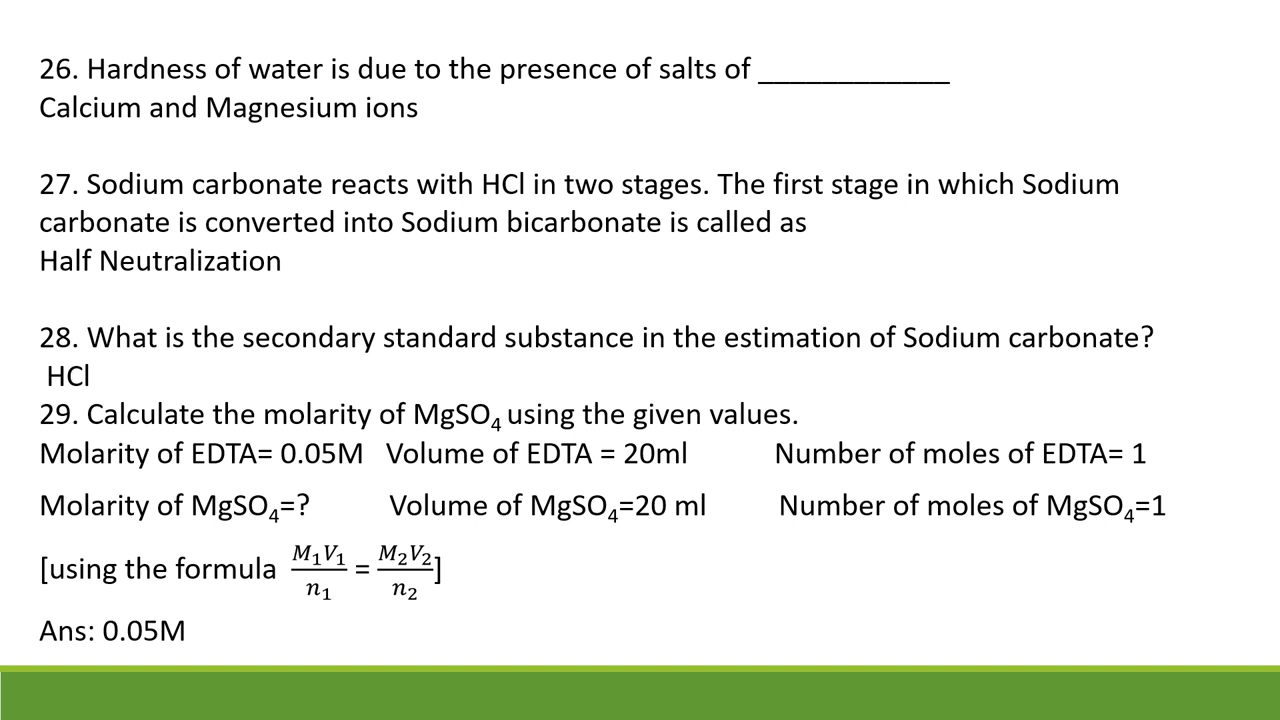 26. Hardness of water is due to the presence of salts of ____________
Calcium and Magnesium ions
27. Sodium carbonate reacts with HCl in two stages. The first stage in which Sodium
carbonate is converted into Sodium bicarbonate is called as
Half Neutralization
28. What is the secondary standard substance in the estimation of Sodium carbonate?
HCl
29. Calculate the molarity of MgSO₄ using the given values.
Molarity of EDTA= 0.05M Volume of EDTA = 20ml Number of moles of EDTA= 1
Molarity of MgSO₄=? Volume of MgSO₄=20 ml Number of moles of MgSO₄=1
[using the formula M₁V₁/n₁ = M₂V₂/n₂]
Ans: 0.05M